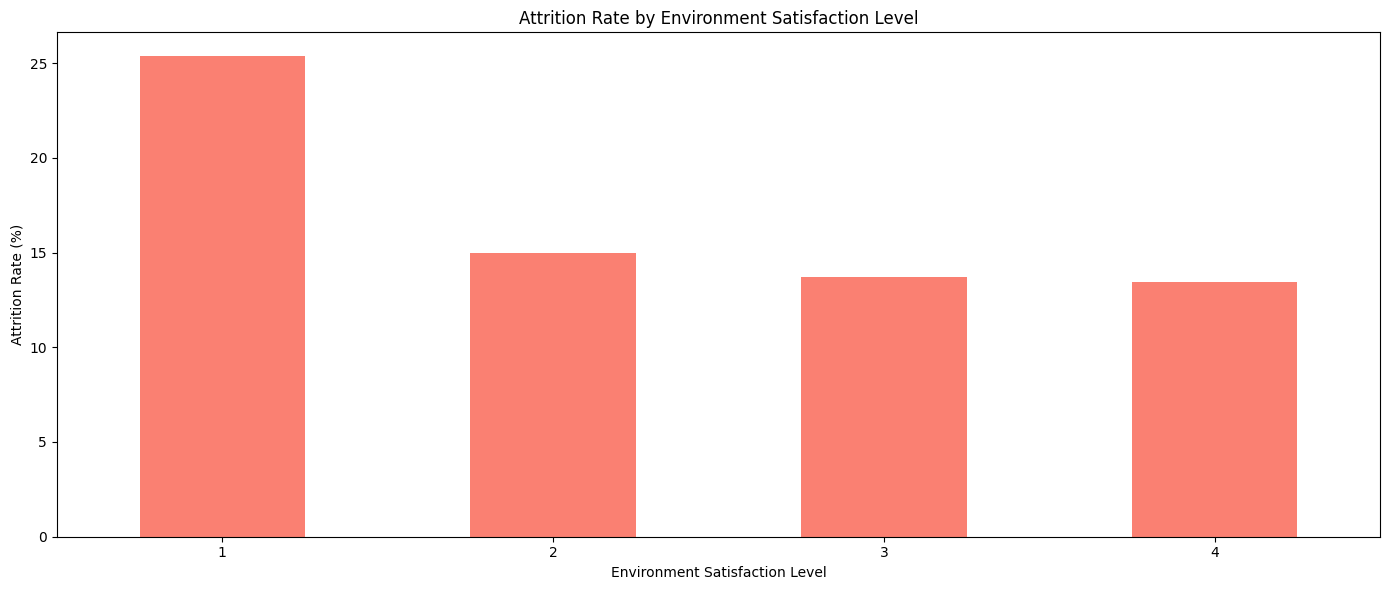 Attrition Rate by Environment Satisfaction Level
Attrition Rate (%)
25
20
15
10
5
0
1 2 3 4
Environment Satisfaction Level